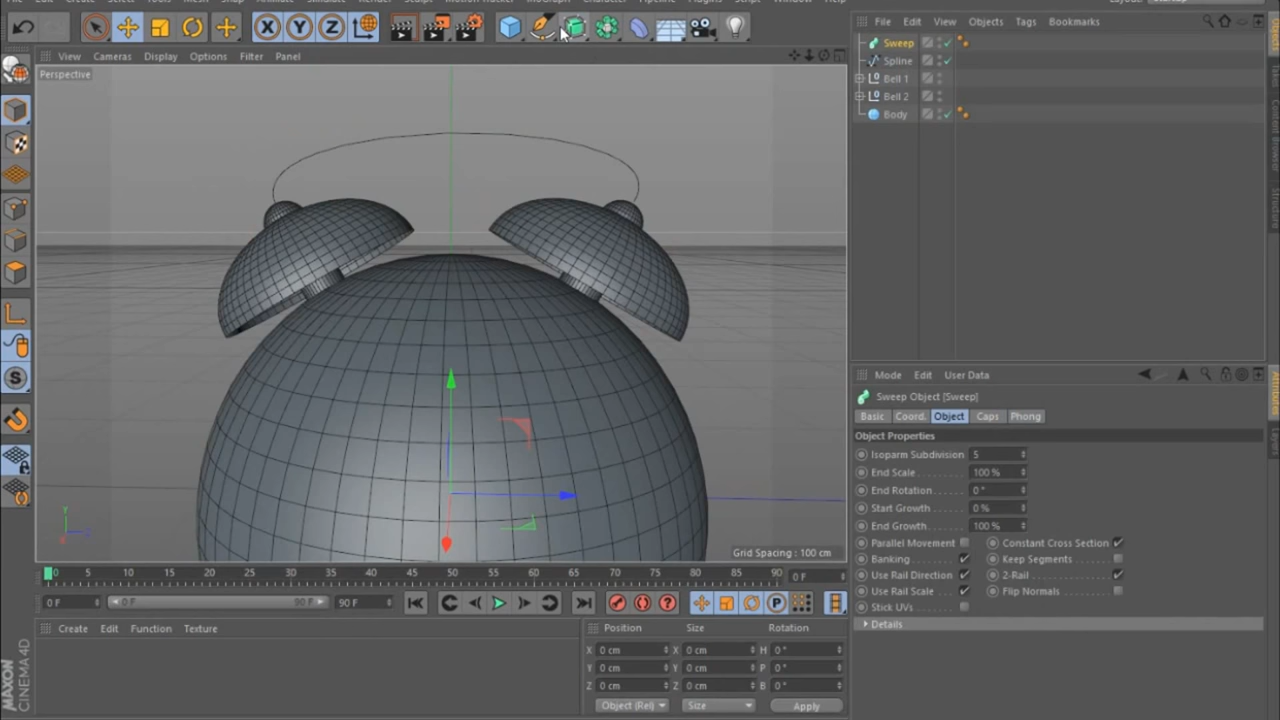 File Edit View Objects Tags Bookmarks
View Cameras Display Options Filter Panel
Perspective
Sweep
Spline
Bell 1
Bell 2
Body
Mode Edit User Data
Sweep Object [Sweep]
Basic Coord. Object Caps Phong
Object Properties
Isoparm Subdivision 5
End Scale 100 %
End Rotation 0 °
Start Growth 0 %
End Growth 100 %
Parallel Movement Constant Cross Section
Banking Keep Segments
Use Rail Direction 2-Rail
Use Rail Scale Flip Normals
Stick UVs
Details
Grid Spacing : 100 cm
0 5 10 15 20 25 30 35 40 45 50 55 60 65 70 75 80 85 90 0 F
0 F 0 F 90 F 90 F
Create Edit Function Texture
Position Size Rotation
X 0 cm X 0 cm H 0 °
Y 0 cm Y 0 cm P 0 °
Z 0 cm Z 0 cm B 0 °
Object (Rel) Size Apply
MAXON
CINEMA 4D